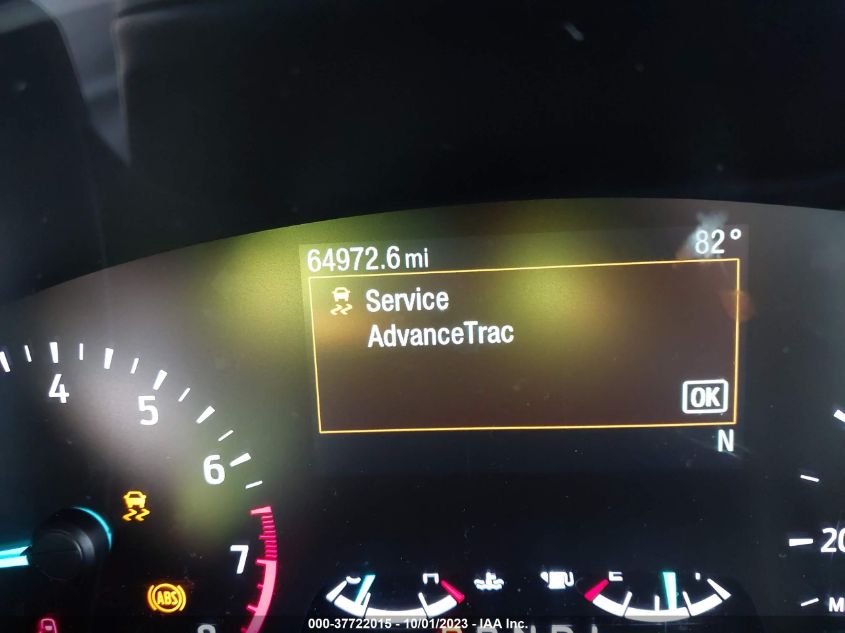 64972.6 mi 82°
Service
AdvanceTrac
OK
N
4
5
6
7
8
20
ABS
H
E
000-37722015 - 10/01/2023 - IAA Inc.